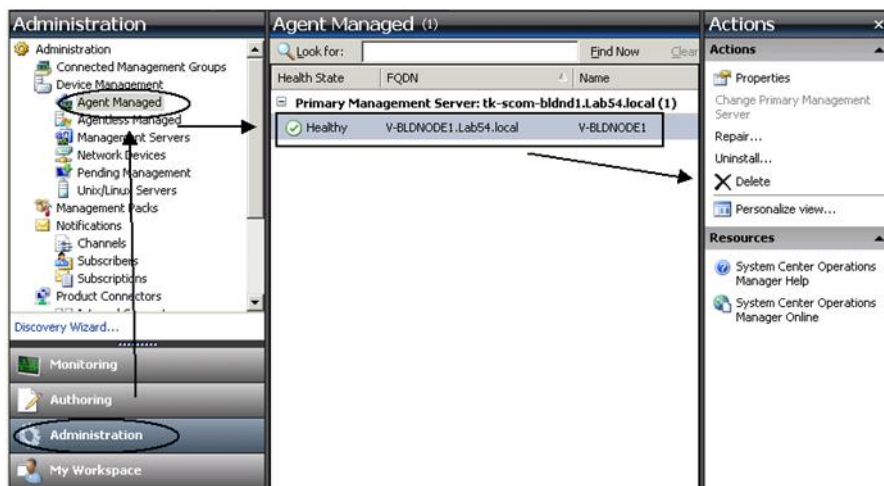 Administration
Administration
Connected Management Groups
Device Management
Agent Managed
Agentless Managed
Management Servers
Network Devices
Pending Management
Unix/Linux Servers
Management Packs
Notifications
Channels
Subscribers
Subscriptions
Product Connectors
Discovery Wizard...
Monitoring
Authoring
Administration
My Workspace
Agent Managed (1)
Look for:
Find Now Clear
Health State FQDN Name
Primary Management Server: tk-scom-bldnd1.Lab54.local (1)
Healthy V-BLDNODE1.Lab54.local V-BLDNODE1
Actions
Actions
Properties
Change Primary Management
Server
Repair...
Uninstall...
Delete
Personalize view...
Resources
System Center Operations
Manager Help
System Center Operations
Manager Online